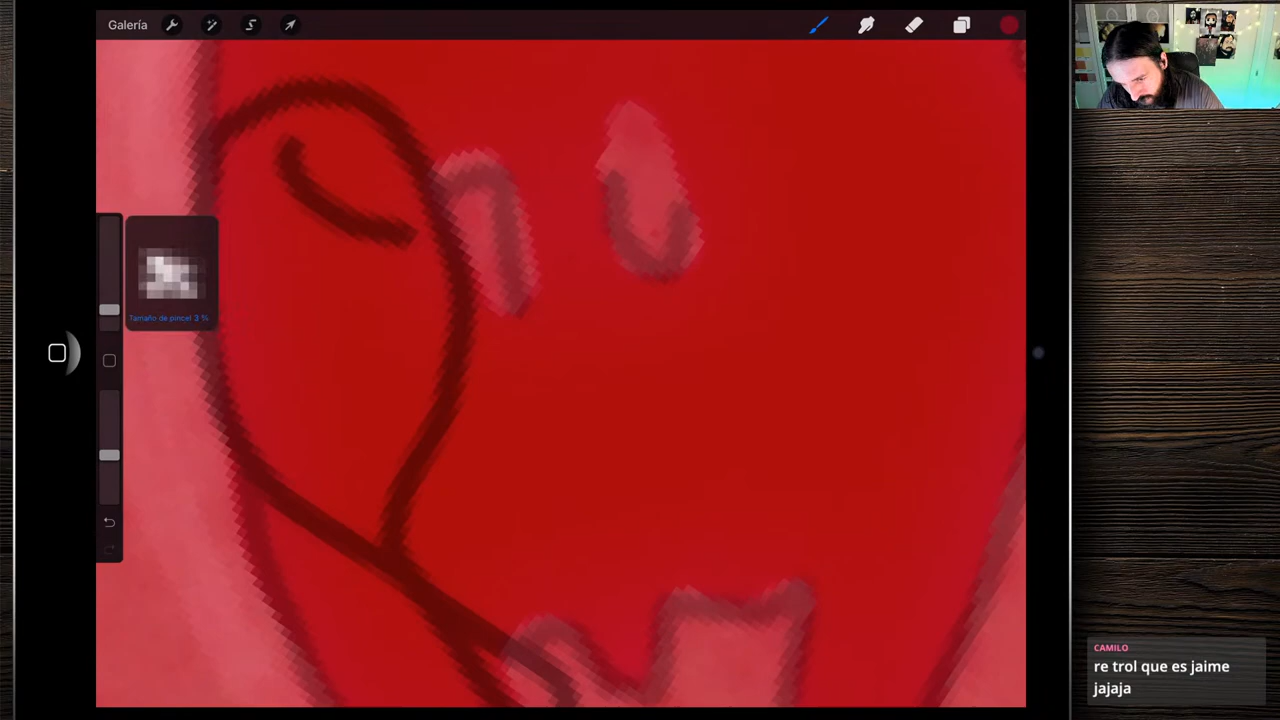 Galería
Tamaño de pincel 3 %
CAMILO
re trol que es jaime
jajaja